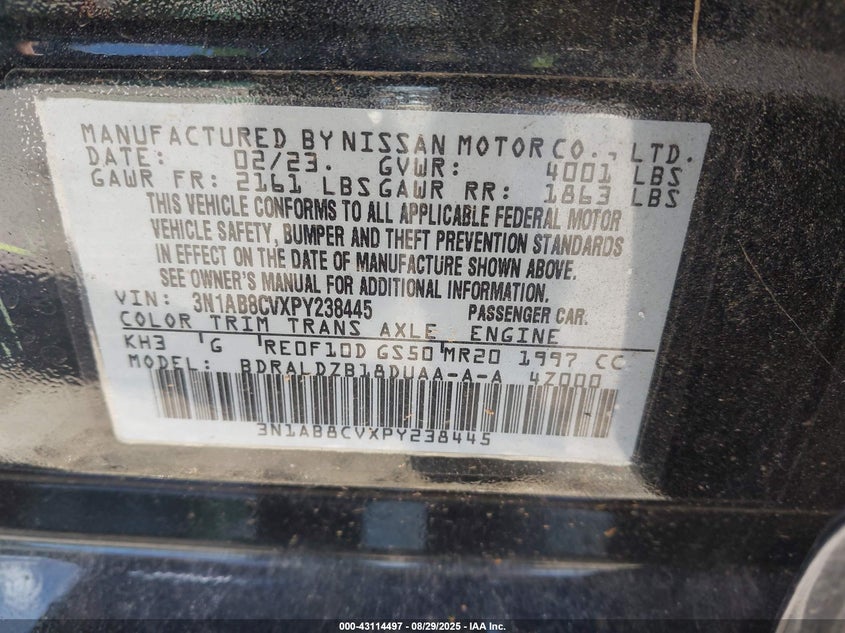 MANUFACTURED BY NISSAN MOTOR CO., LTD.
DATE: 02/23. GVWR: 4001 LBS
GAWR FR: 2161 LBS GAWR RR: 1863 LBS
THIS VEHICLE CONFORMS TO ALL APPLICABLE FEDERAL MOTOR
VEHICLE SAFETY, BUMPER AND THEFT PREVENTION STANDARDS
IN EFFECT ON THE DATE OF MANUFACTURE SHOWN ABOVE.
SEE OWNER'S MANUAL FOR ADDITIONAL INFORMATION.
VIN: 3N1AB8CVXPY238445 PASSENGER CAR.
COLOR TRIM TRANS AXLE ENGINE
KH3 G RE0F10D GS50 MR20 1997 CC
MODEL: BDRALDZB18DUAA-A-A 4Z000
3N1AB8CVXPY238445
000-43114497 - 08/29/2025 - IAA Inc.